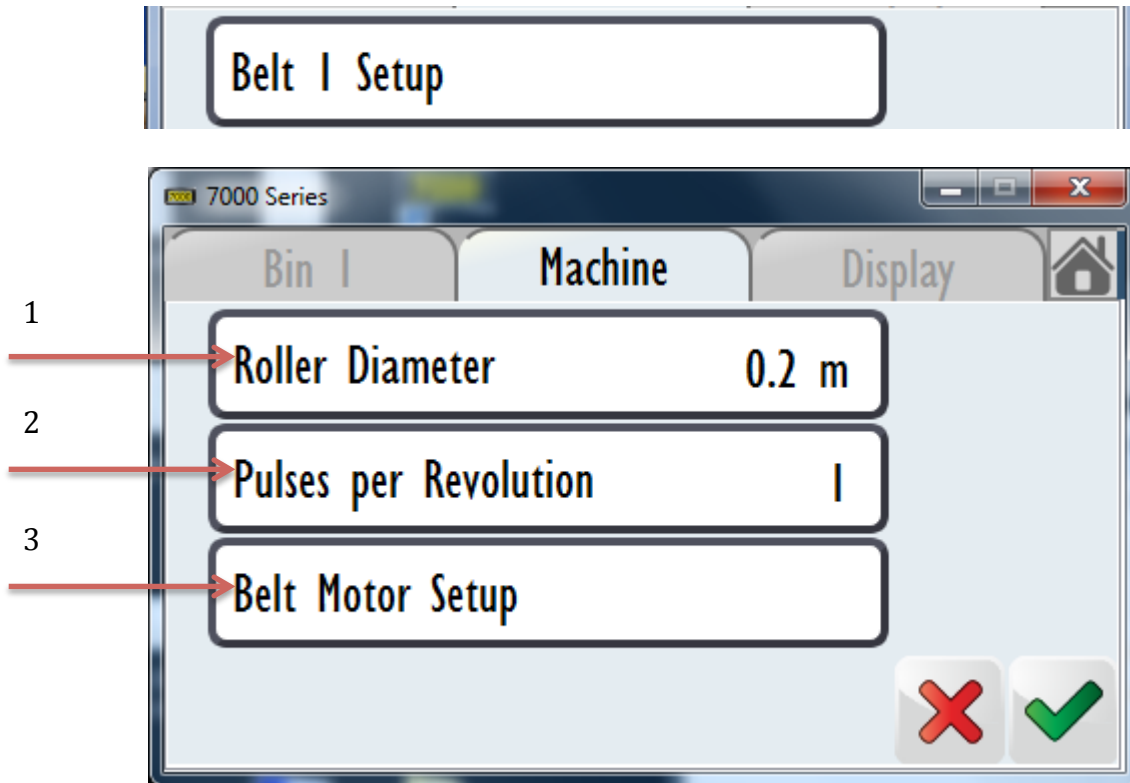 Belt 1 Setup
7000 Series
Bin 1
Machine
Display
1
Roller Diameter 0.2 m
2
Pulses per Revolution 1
3
Belt Motor Setup